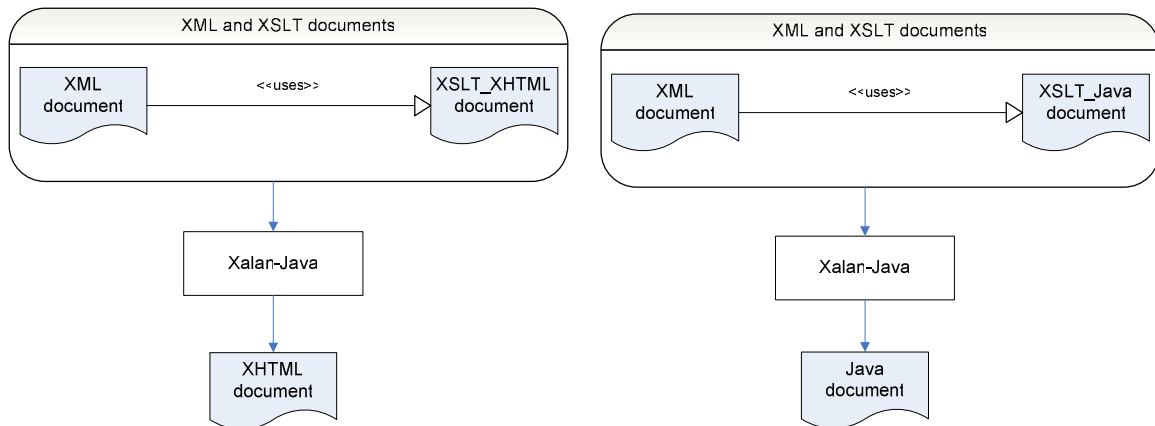 XML and XSLT documents
XML
document
<<uses>>
XSLT_XHTML
document
Xalan-Java
XHTML
document
XML and XSLT documents
XML
document
<<uses>>
XSLT_Java
document
Xalan-Java
Java
document